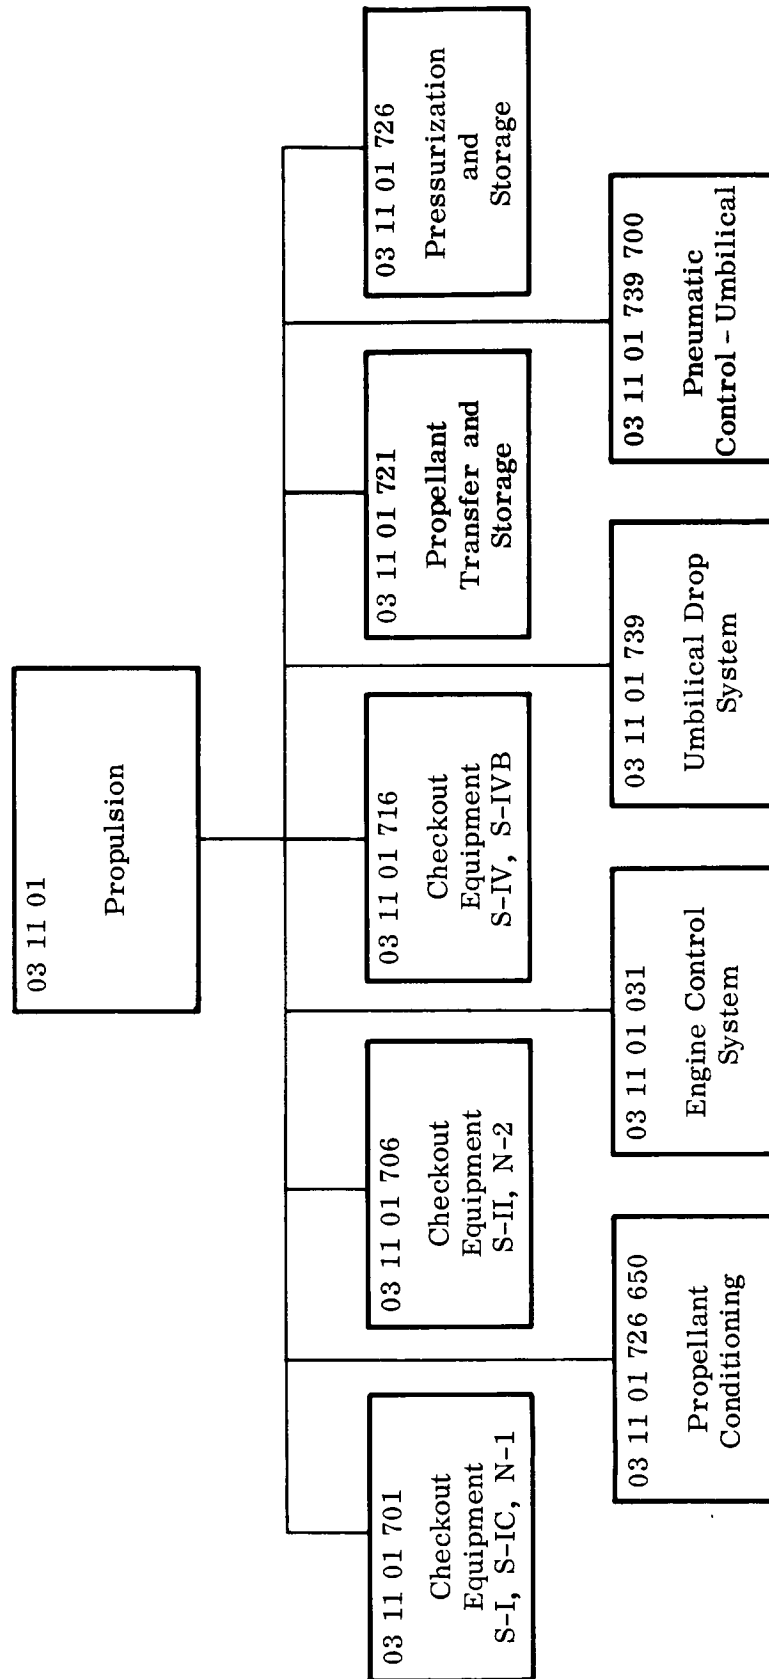 03 11 01
Propulsion
03 11 01 701
Checkout
Equipment
S-I, S-IC, N-1
03 11 01 706
Checkout
Equipment
S-II, N-2
03 11 01 716
Checkout
Equipment
S-IV, S-IVB
03 11 01 721
Propellant
Transfer and
Storage
03 11 01 726
Pressurization
and
Storage
03 11 01 726 650
Propellant
Conditioning
03 11 01 031
Engine Control
System
03 11 01 739
Umbilical Drop
System
03 11 01 739 700
Pneumatic
Control - Umbilical